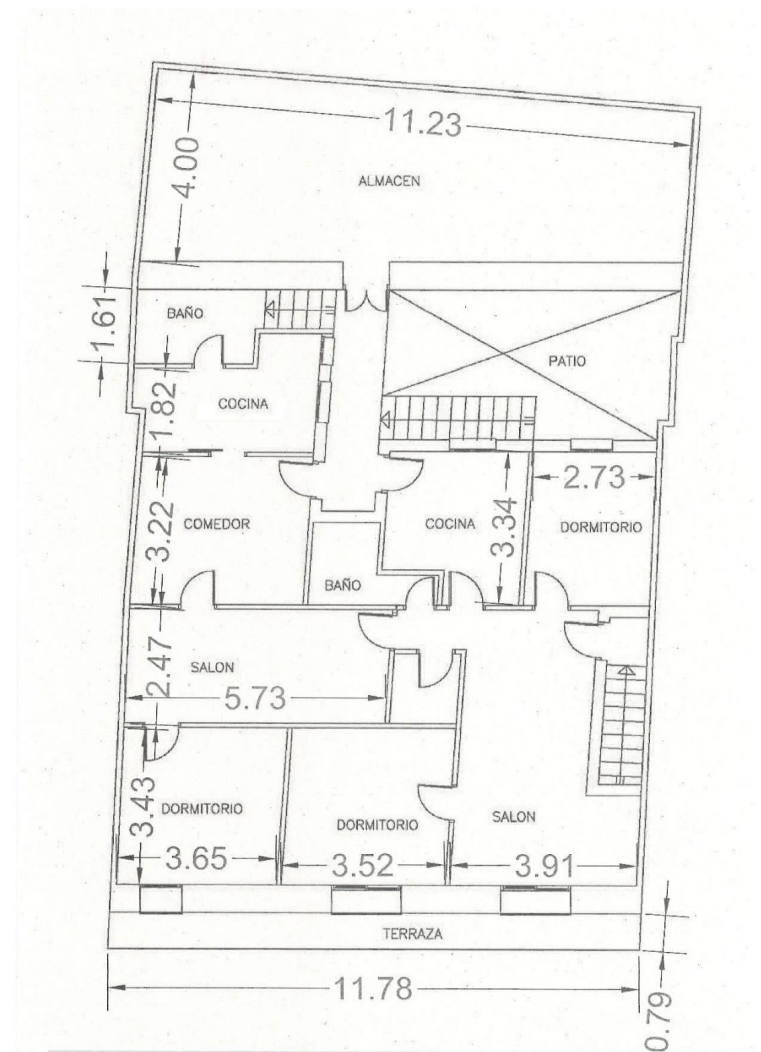 11.23
4.00
ALMACEN
1.61
BAÑO
PATIO
1.82
COCINA
2.73
3.22
COMEDOR
COCINA
3.34
DORMITORIO
BAÑO
SALON
2.47
5.73
3.43
DORMITORIO
DORMITORIO
SALON
3.65
3.52
3.91
TERRAZA
11.78
0.79